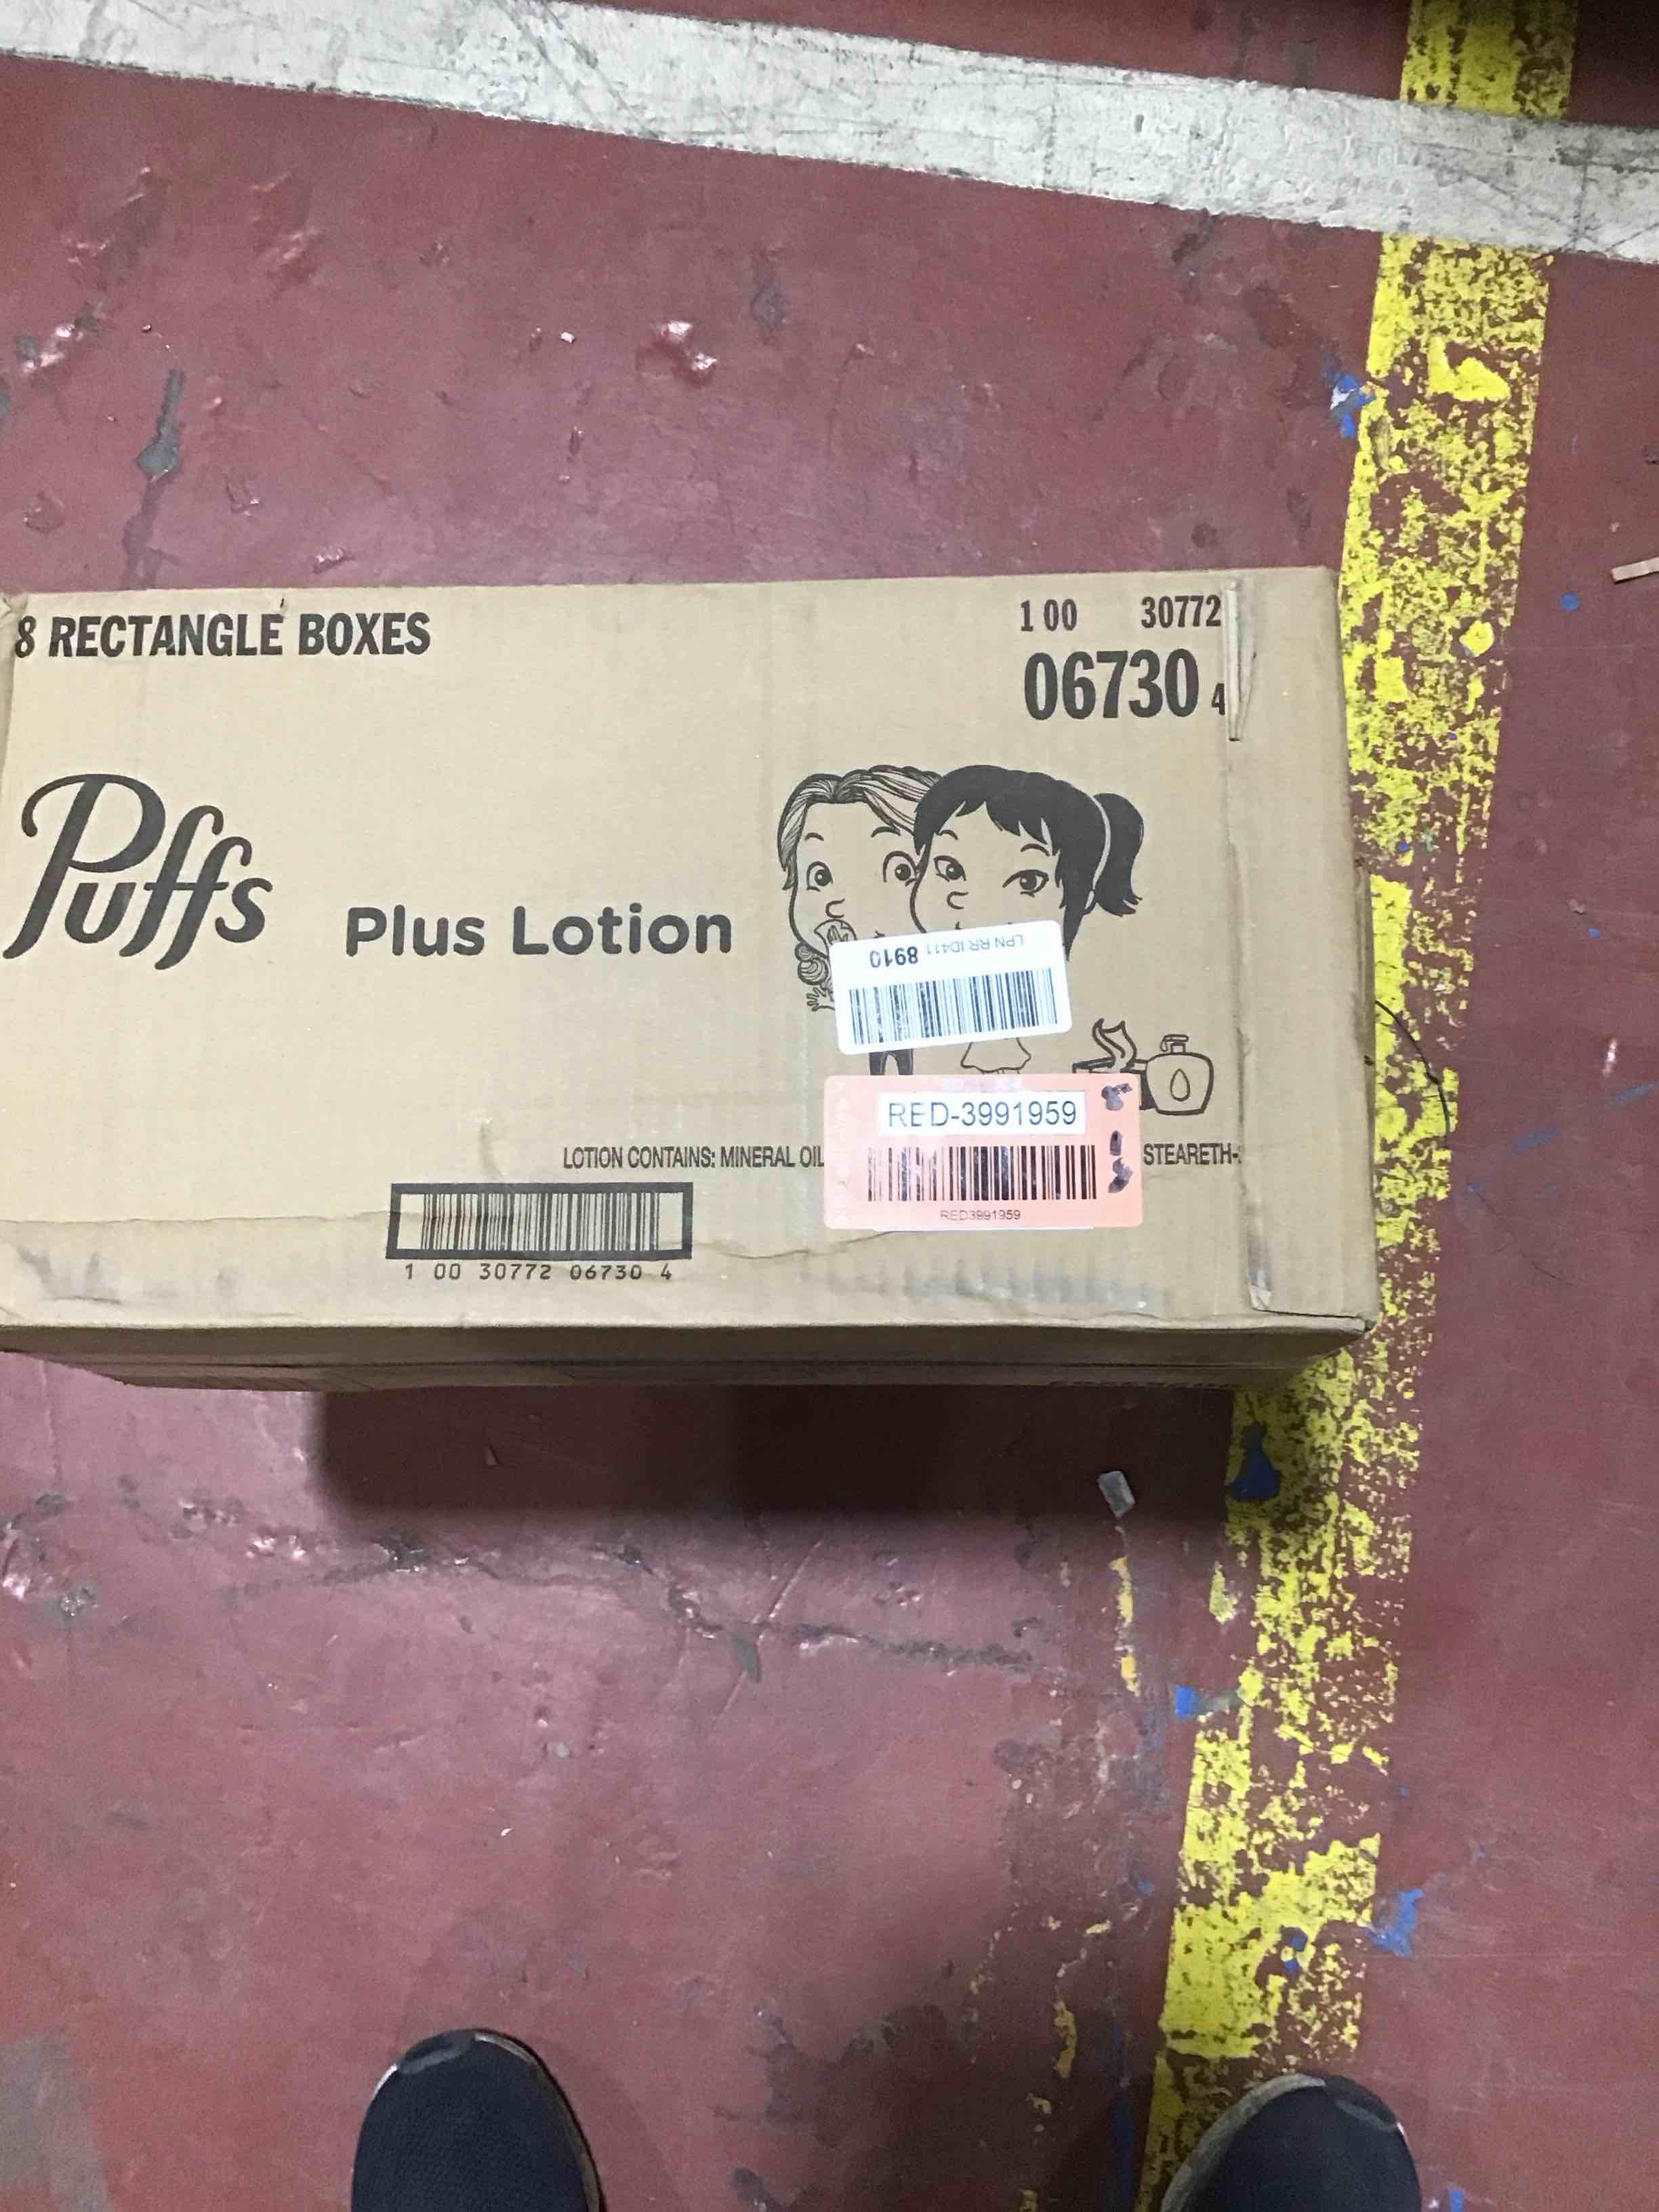 8 RECTANGLE BOXES
1 00 30772
06730 4
Puffs
Plus Lotion
LPN RR ID411 8910
RED-3991959
LOTION CONTAINS: MINERAL OIL
STEARETH-
RED3991959
1 00 30772 06730 4